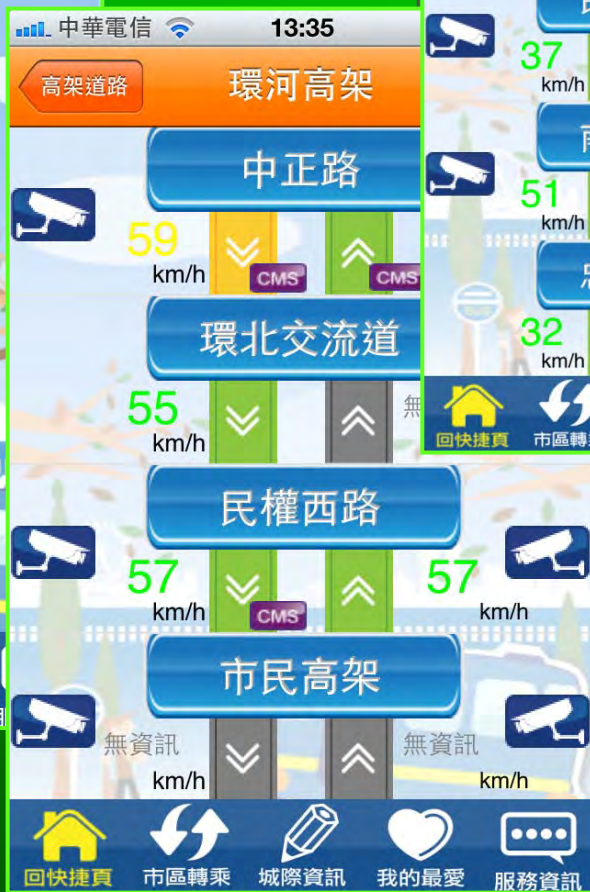 中華電信 13:35
高架道路 環河高架
中正路
59
km/h CMS CMS
環北交流道
55
km/h
民權西路
57 57
km/h CMS km/h
市民高架
無資訊 無資訊
km/h km/h
回快捷頁 市區轉乘 城際資訊 我的最愛 服務資訊
37
km/h
51
km/h
32
km/h
回快捷頁 市區轉